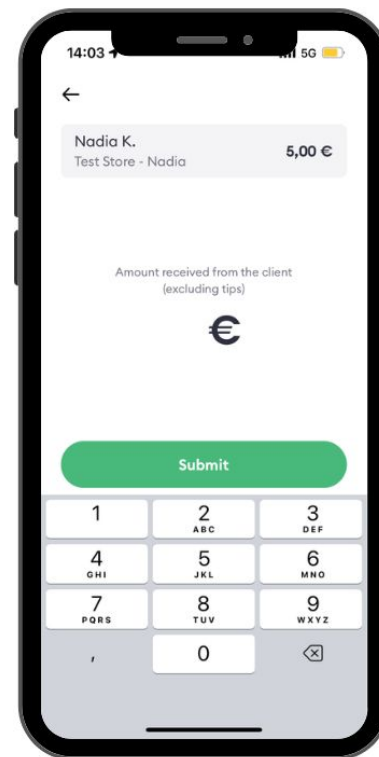 14:03
5G
Nadia K.
Test Store - Nadia
5,00 €
Amount received from the client
(excluding tips)
€
Submit
1
2
ABC
3
DEF
4
GHI
5
JKL
6
MNO
7
PQRS
8
TUV
9
WXYZ
,
0